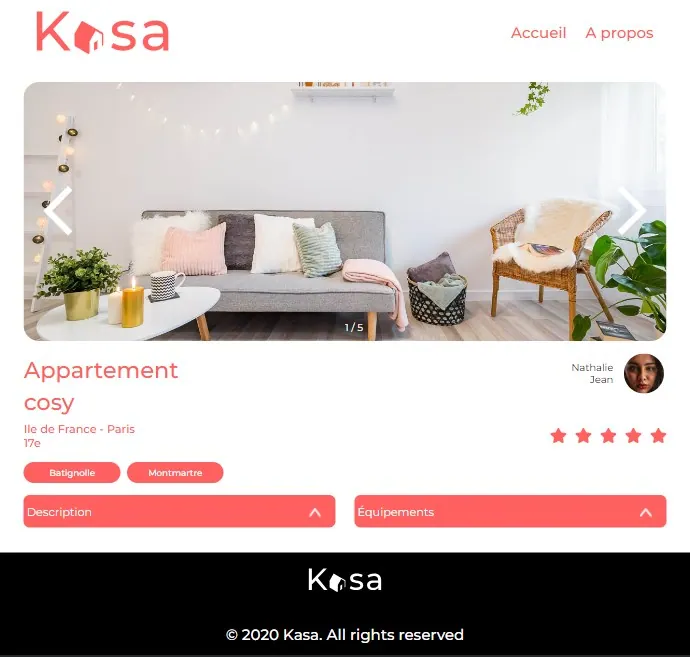 Kasa
Accueil A propos
1 / 5
Appartement
cosy
Nathalie
Jean
Ile de France - Paris
17e
Batignolle Montmartre
Description Équipements
Kasa
© 2020 Kasa. All rights reserved